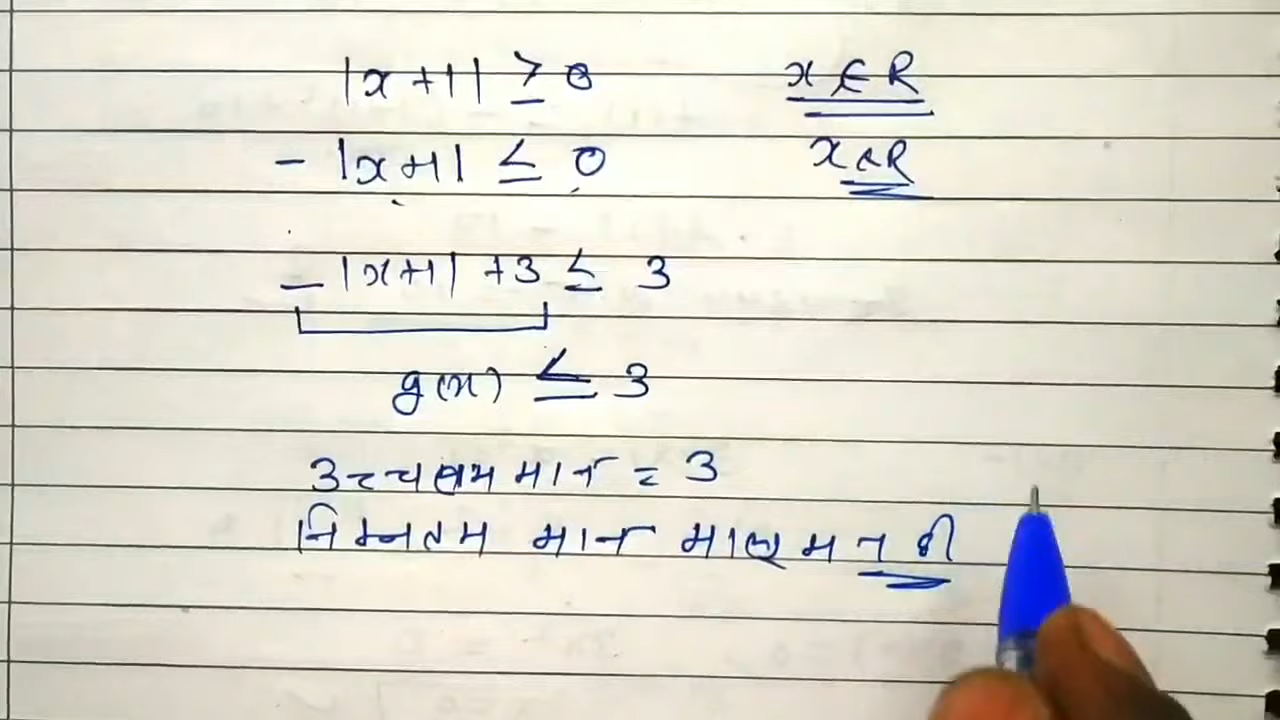 |x+1| ≥ 0 x ∈ R
- |x+1| ≤ 0 x ∈ R
- |x+1| +3 ≤ 3
g(x) ≤ 3
उच्चतम मान = 3
निम्नतम मान मालूम नही